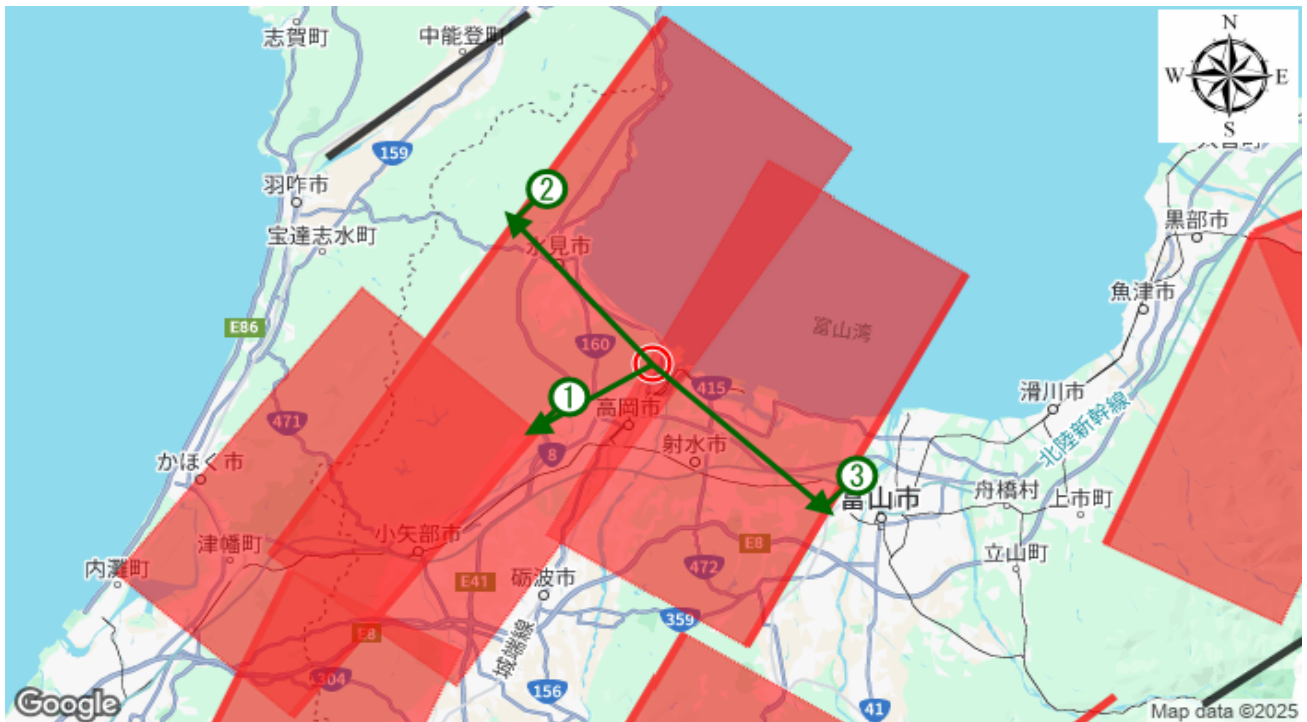 志賀町
中能登町
N
W
E
S
159
羽咋市
宝達志水町
②
氷見市
黒部市
魚津市
E86
160
富山湾
415
滑川市
①
高岡市
471
8
射水市
北陸新幹線
かほく市
③
富山市
舟橋村
上市町
小矢部市
津幡町
E8
立山町
内灘町
E41
砺波市
472
359
E8
城端線
304
156
41
Google
Map data ©2025